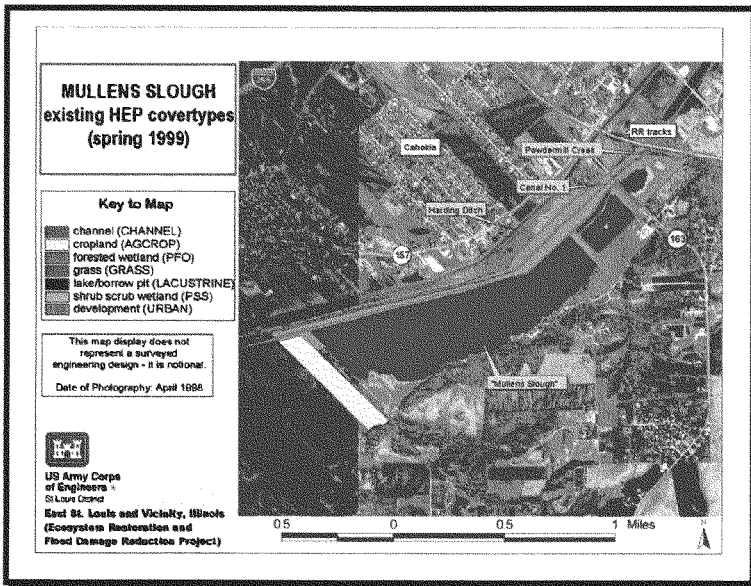 MULLENS SLOUGH
existing HEP covertypes
(spring 1999)
Key to Map
channel (CHANNEL)
cropland (AGCROP)
forested wetland (PFO)
grass (GRASS)
lake/borrow pit (LACUSTRINE)
shrub scrub wetland (PSS)
development (URBAN)
This map display does not
represent a surveyed
engineering design - it is notional.
Date of Photography: April 1998
US Army Corps
of Engineers
St Louis District
East St. Louis and Vicinity, Illinois
(Ecosystem Restoration and
Flood Damage Reduction Project)
RR tracks
Powdermill Creek
Cahokia
Canal No. 1
Harding Ditch
163
157
"Mullens Slough"
0.5 0 0.5 1 Miles
N